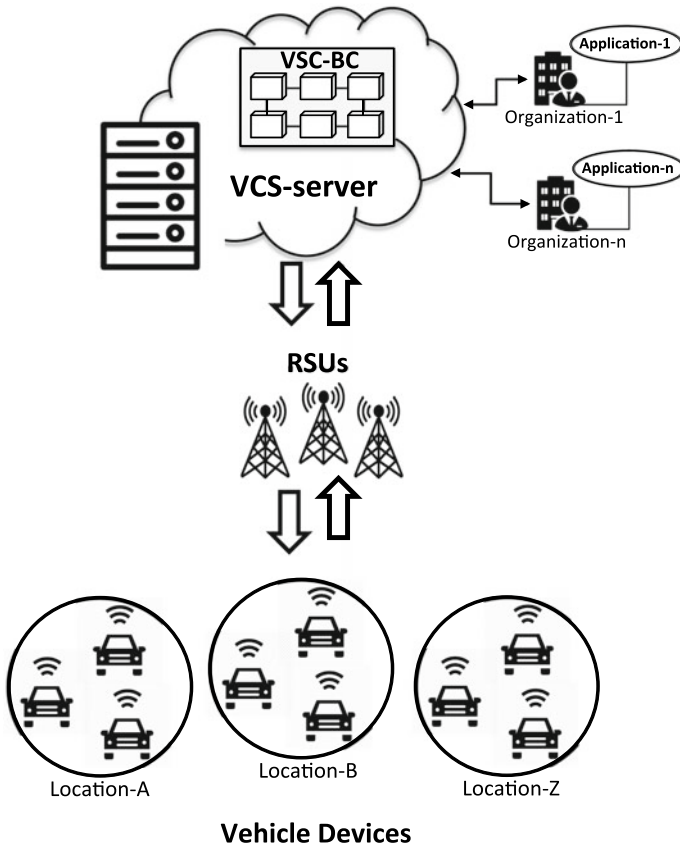 VSC-BC
VCS-server
Application-1
Organization-1
Application-n
Organization-n
RSUs
Location-A
Location-B
Location-Z
Vehicle Devices